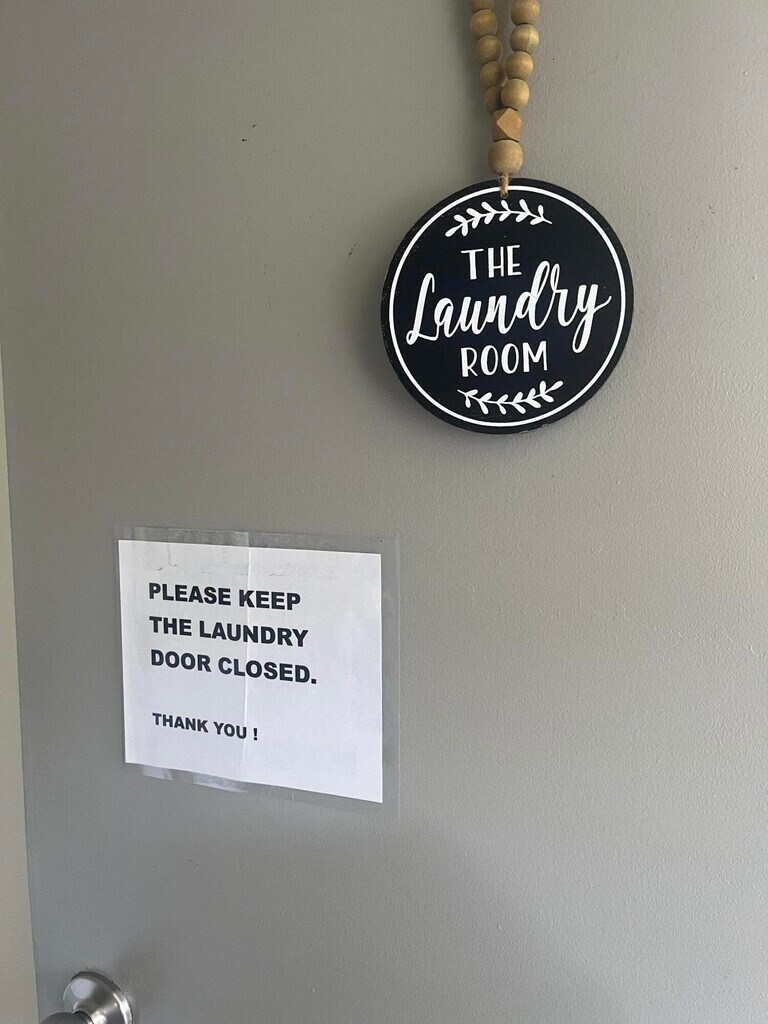 THE
Laundry
ROOM
PLEASE KEEP
THE LAUNDRY
DOOR CLOSED.
THANK YOU !